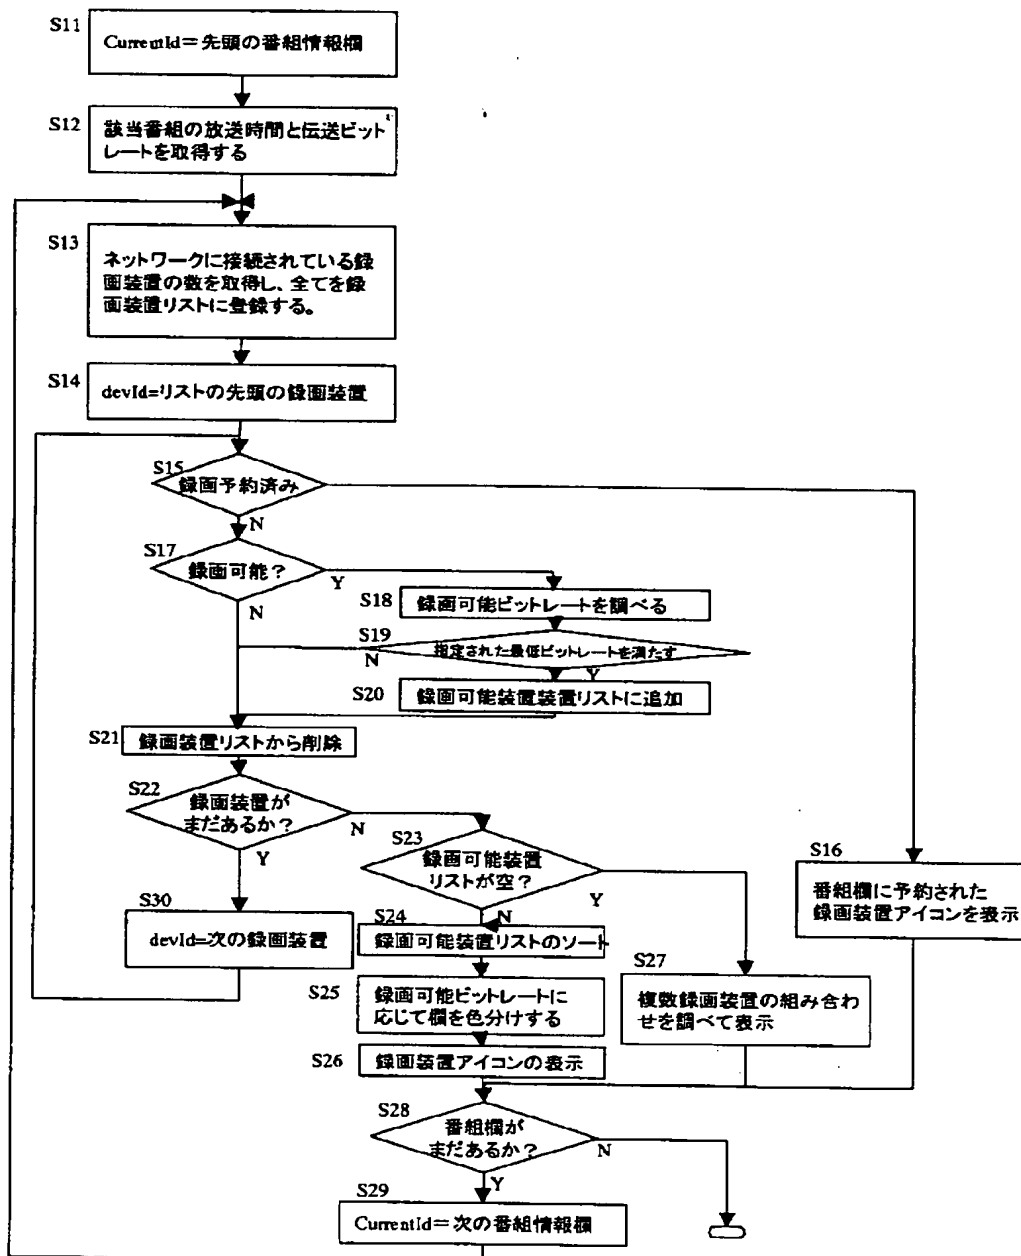 S11
CurrentId＝先頭の番組情報欄
S12
該当番組の放送時間と伝送ビット
レートを取得する
S13
ネットワークに接続されている録
画装置の数を取得し、全てを録
画装置リストに登録する。
S14
devId=リストの先頭の録画装置
S15
録画予約済み
N
S17
録画可能？
Y
N
S18
録画可能ビットレートを調べる
S19
指定された最低ビットレートを満たす
N
Y
S20
録画可能装置装置リストに追加
S21
録画装置リストから削除
S22
録画装置が
まだあるか？
N
Y
S23
録画可能装置
リストが空？
Y
N
S16
番組欄に予約された
録画装置アイコンを表示
S30
devId=次の録画装置
S24
録画可能装置リストのソート
S27
複数録画装置の組み合わ
せを調べて表示
S25
録画可能ビットレートに
応じて欄を色分けする
S26
録画装置アイコンの表示
S28
番組欄が
まだあるか？
N
Y
S29
CurrentId＝次の番組情報欄